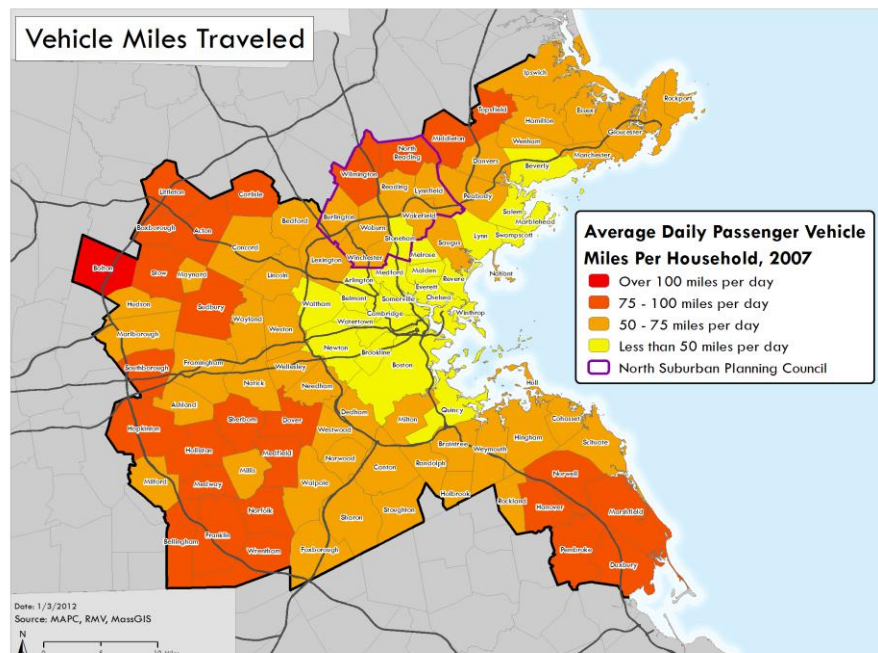 Vehicle Miles Traveled
Ipswich
Rockport
Topsfield
Essex
Hamilton
Gloucester
Middleton
Wenham
Manchester
North
Reading
Danvers
Beverly
Wilmington
Littleton
Carlisle
Reading
Lynnfield
Peabody
Salem
Marblehead
Boxborough
Acton
Bedford
Burlington
Woburn
Wakefield
Stoneham
Lynn
Swampscott
Concord
Saugus
Bolton
Lexington
Winchester
Melrose
Nahant
Stow
Maynard
Lincoln
Arlington
Medford
Malden
Revere
Everett
Hudson
Sudbury
Waltham
Belmont
Somerville
Chelsea
Cambridge
Winthrop
Wayland
Watertown
Marlborough
Weston
Newton
Brookline
Boston
Southborough
Framingham
Wellesley
Natick
Needham
Hull
Ashland
Dedham
Milton
Quincy
Hopkinton
Sherborn
Dover
Westwood
Cohasset
Hingham
Scituate
Braintree
Weymouth
Holliston
Medfield
Norwood
Canton
Randolph
Milford
Millis
Medway
Walpole
Norwell
Holbrook
Rockland
Hanover
Marshfield
Norfolk
Sharon
Stoughton
Bellingham
Franklin
Wrentham
Foxborough
Pembroke
Duxbury
Average Daily Passenger Vehicle
Miles Per Household, 2007
Over 100 miles per day
75 - 100 miles per day
50 - 75 miles per day
Less than 50 miles per day
North Suburban Planning Council
Date: 1/3/2012
Source: MAPC, RMV, MassGIS
N